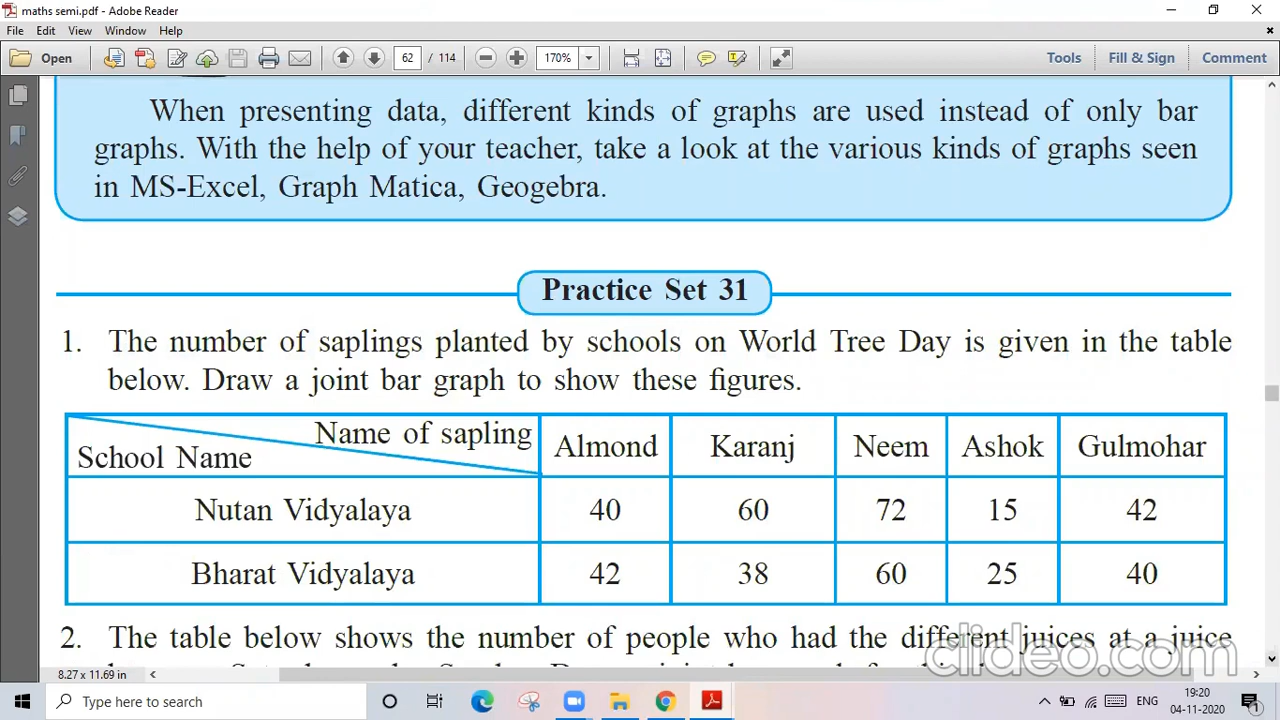 maths semi.pdf - Adobe Reader
File Edit View Window Help
Open 62 / 114 170% Tools Fill & Sign Comment
When presenting data, different kinds of graphs are used instead of only bar
graphs. With the help of your teacher, take a look at the various kinds of graphs seen
in MS-Excel, Graph Matica, Geogebra.
Practice Set 31
1. The number of saplings planted by schools on World Tree Day is given in the table
below. Draw a joint bar graph to show these figures.
Name of sapling
School Name Almond Karanj Neem Ashok Gulmohar
Nutan Vidyalaya 40 60 72 15 42
Bharat Vidyalaya 42 38 60 25 40
2. The table below shows the number of people who had the different juices at a juice
clideo.com
8.27 x 11.69 in
Type here to search
ENG
19:20
04-11-2020
1